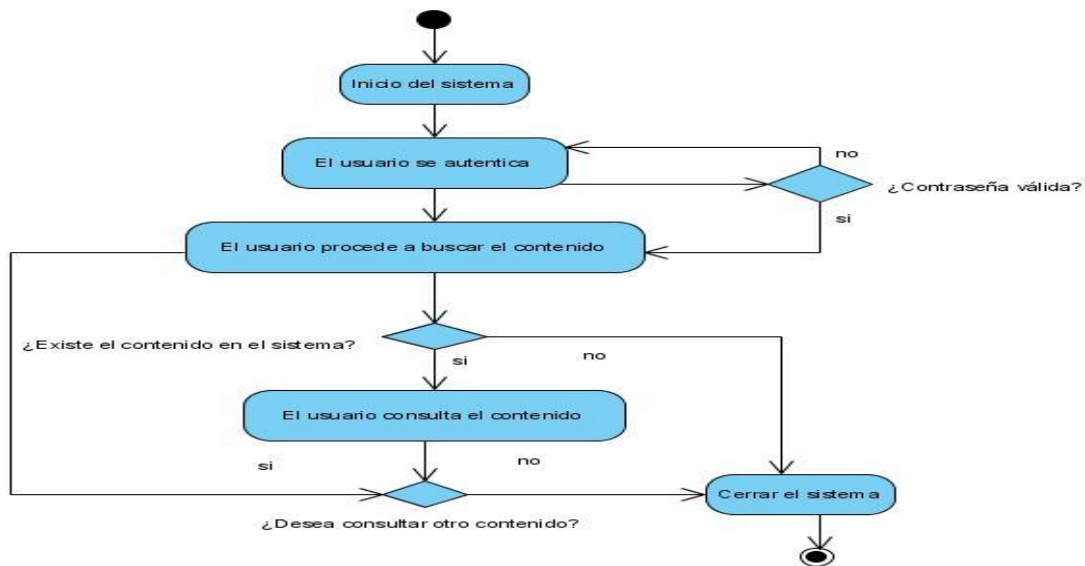 Inicio del sistema
El usuario se autentica
no
¿Contraseña válida?
si
El usuario procede a buscar el contenido
¿Existe el contenido en el sistema?
si
no
El usuario consulta el contenido
si
no
Cerrar el sistema
¿Desea consultar otro contenido?